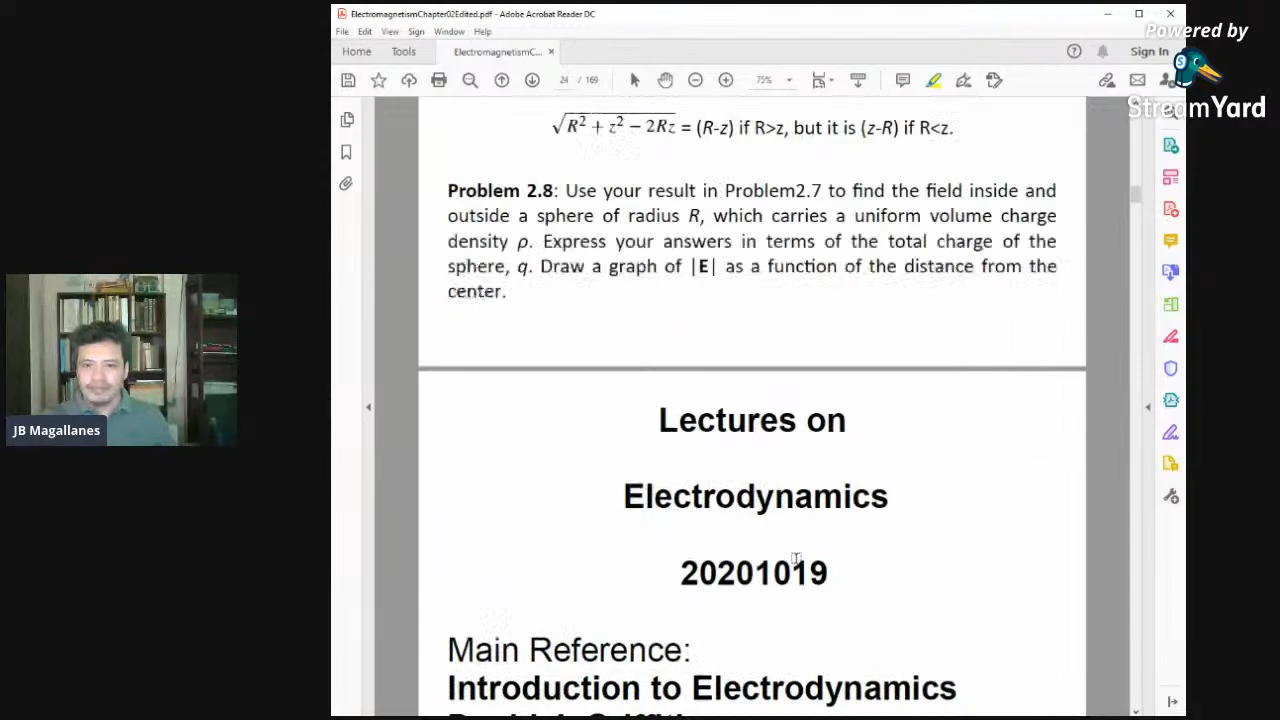 ElectromagnetismChapter02Edited.pdf - Adobe Acrobat Reader DC
File Edit View Sign Window Help
Home Tools ElectromagnetismC... × Sign In
24 / 169 75%
√R² + z² − 2Rz = (R-z) if R>z, but it is (z-R) if R<z.
Problem 2.8: Use your result in Problem2.7 to find the field inside and
outside a sphere of radius R, which carries a uniform volume charge
density ρ. Express your answers in terms of the total charge of the
sphere, q. Draw a graph of |E| as a function of the distance from the
center.
Lectures on
Electrodynamics
20201019
Main Reference:
Introduction to Electrodynamics
JB Magallanes
Powered by
StreamYard